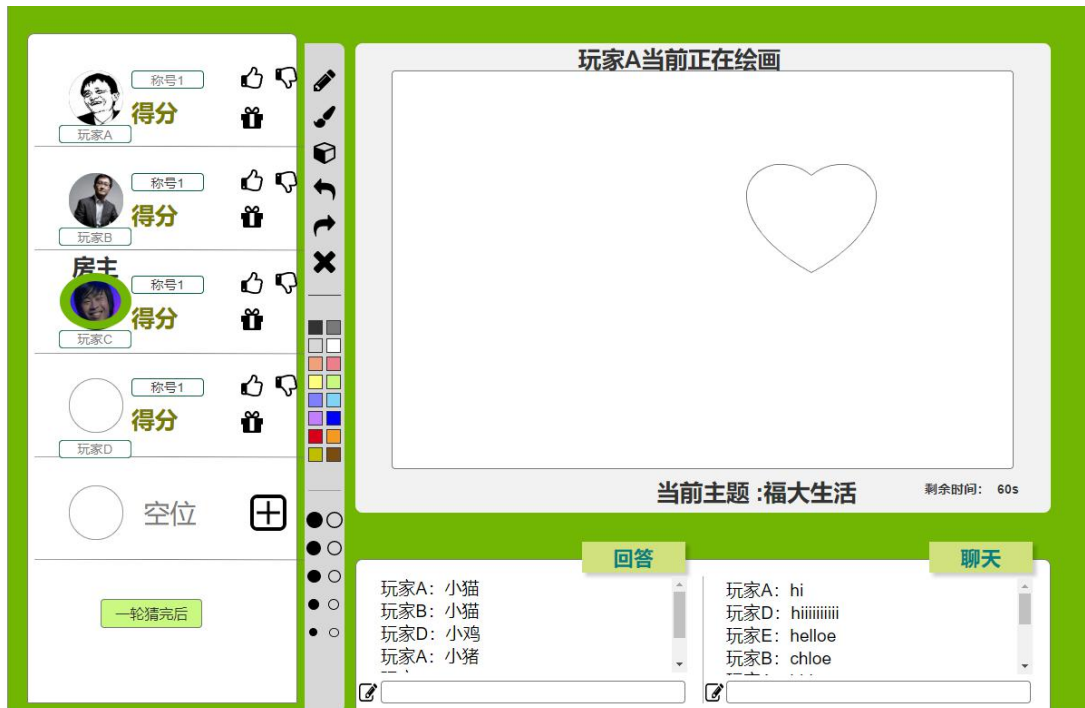 称号1
得分
玩家A
称号1
得分
玩家B
房主
称号1
得分
玩家C
称号1
得分
玩家D
空位
一轮猜完后
玩家A当前正在绘画
当前主题 :福大生活
剩余时间： 60s
回答
玩家A：小猫
玩家B：小猫
玩家D：小鸡
玩家A：小猪
聊天
玩家A：hi
玩家D：hiiiiiiiiiii
玩家E：helloe
玩家B：chloe